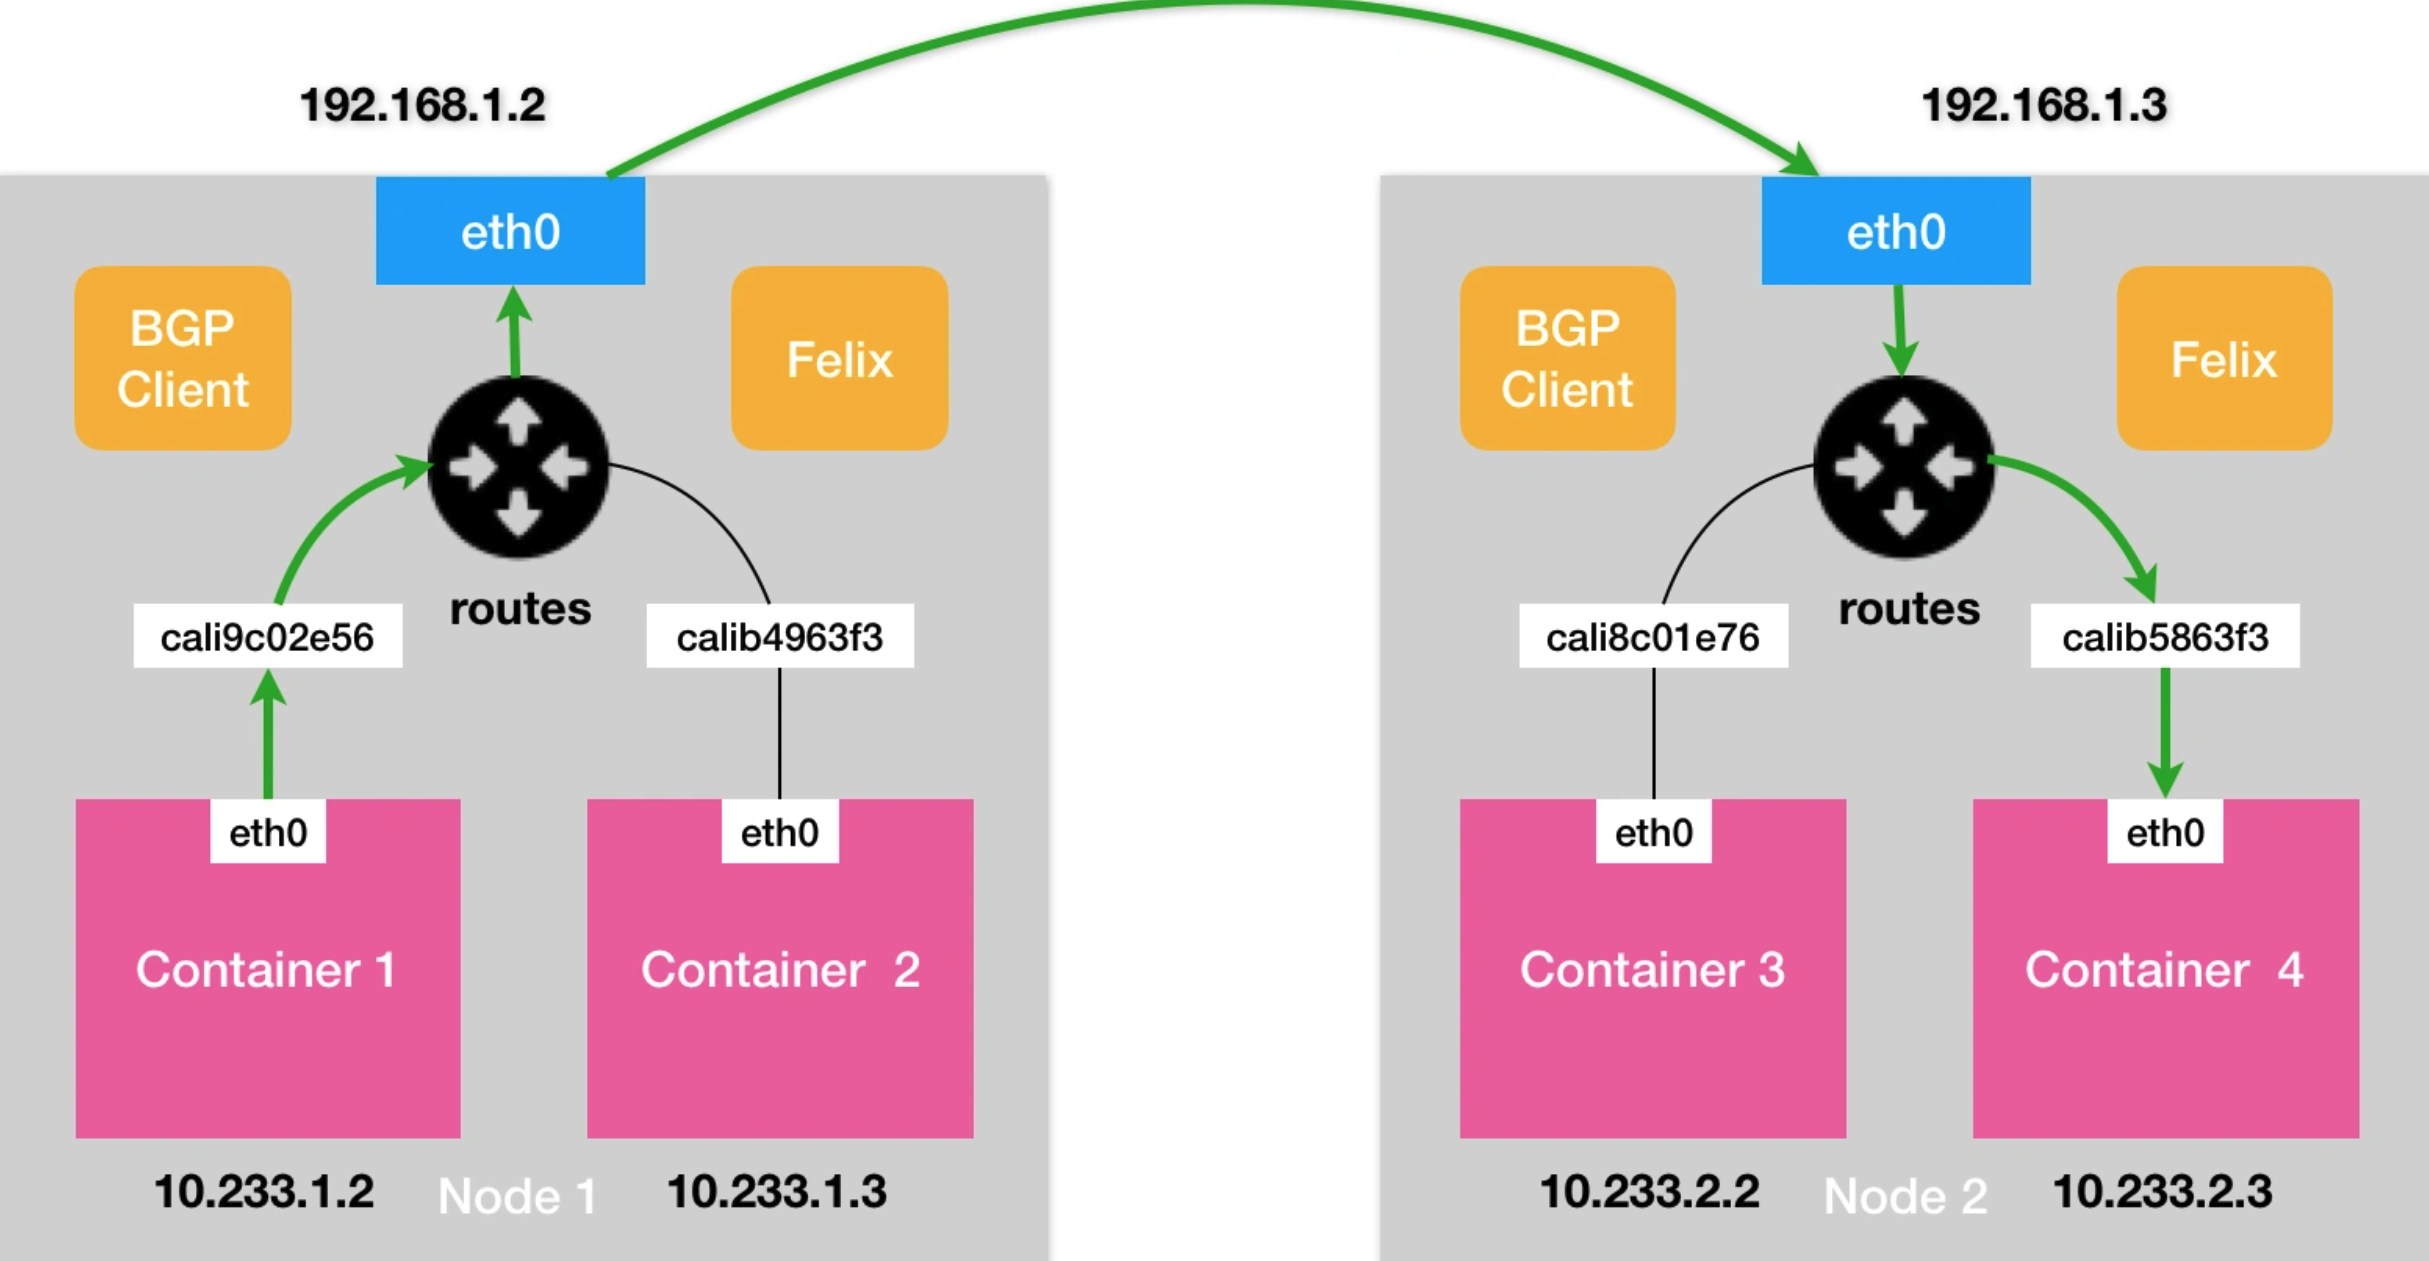 192.168.1.2
192.168.1.3
eth0
BGP
Client
Felix
routes
cali9c02e56
calib4963f3
eth0
eth0
Container 1
Container 2
10.233.1.2
Node 1
10.233.1.3
eth0
BGP
Client
Felix
routes
cali8c01e76
calib5863f3
eth0
eth0
Container 3
Container 4
10.233.2.2
Node 2
10.233.2.3